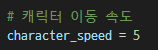 # 캐릭터 이동 속도
character_speed = 5